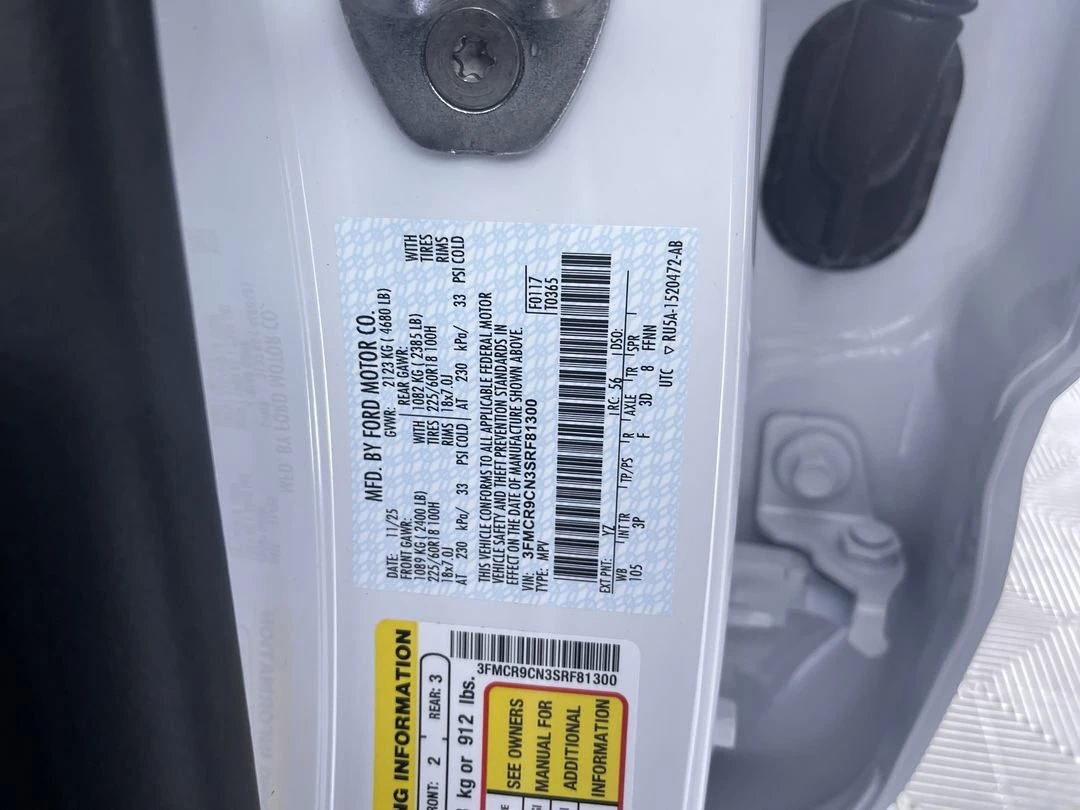 MFD. BY FORD MOTOR CO.
DATE: 11/25 GVWR: 2123 KG ( 4680 LB)
FRONT GAWR: REAR GAWR:
1089 KG ( 2400 LB) WITH 1082 KG ( 2385 LB) WITH
225/60R18 100H TIRES 225/60R18 100H TIRES
18x7.0J RIMS 18x7.0J RIMS
AT 230 kPa/ 33 PSI COLD AT 230 kPa/ 33 PSI COLD
THIS VEHICLE CONFORMS TO ALL APPLICABLE FEDERAL MOTOR
VEHICLE SAFETY AND THEFT PREVENTION STANDARDS IN
EFFECT ON THE DATE OF MANUFACTURE SHOWN ABOVE.
VIN: 3FMCR9CN3SRF81300 F0117
TYPE: MPV T0365
EXT PNT: YZ RC: 56 DSO:
WB INT TR TP/PS R AXLE TR SPR
105 3P F 3D 8 FFNN
UTC ▽ RU5A-1520472-AB
NG INFORMATION
RONT: 2 REAR: 3
kg or 912 lbs.
3FMCR9CN3SRF81300
SEE OWNERS
MANUAL FOR
ADDITIONAL
INFORMATION